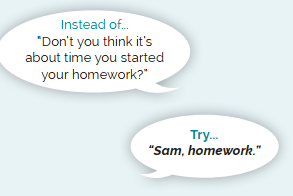 Instead of...
"Don't you think it's
about time you started
your homework?"
Try...
"Sam, homework."